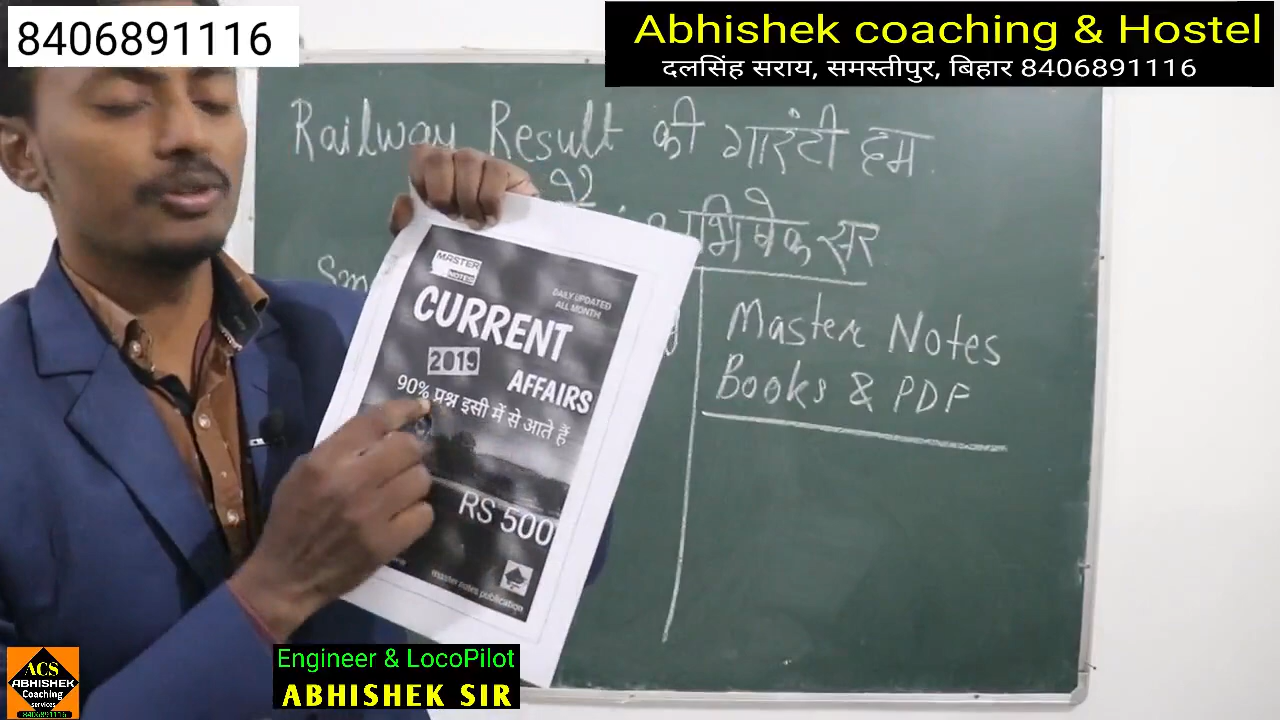 8406891116
Abhishek coaching & Hostel
दलसिंह सराय, समस्तीपुर, बिहार 8406891116
Railway Result की गारंटी हम
सर
Master Notes
Books & PDF
MASTER
NOTES
DAILY UPDATED
ALL MONTH
CURRENT
2019
AFFAIRS
90% प्रश्न इसी में से आते हैं
RS 500
master notes publication
Engineer & LocoPilot
ABHISHEK SIR
ACS
ABHISHEK
Coaching
services
8406891116